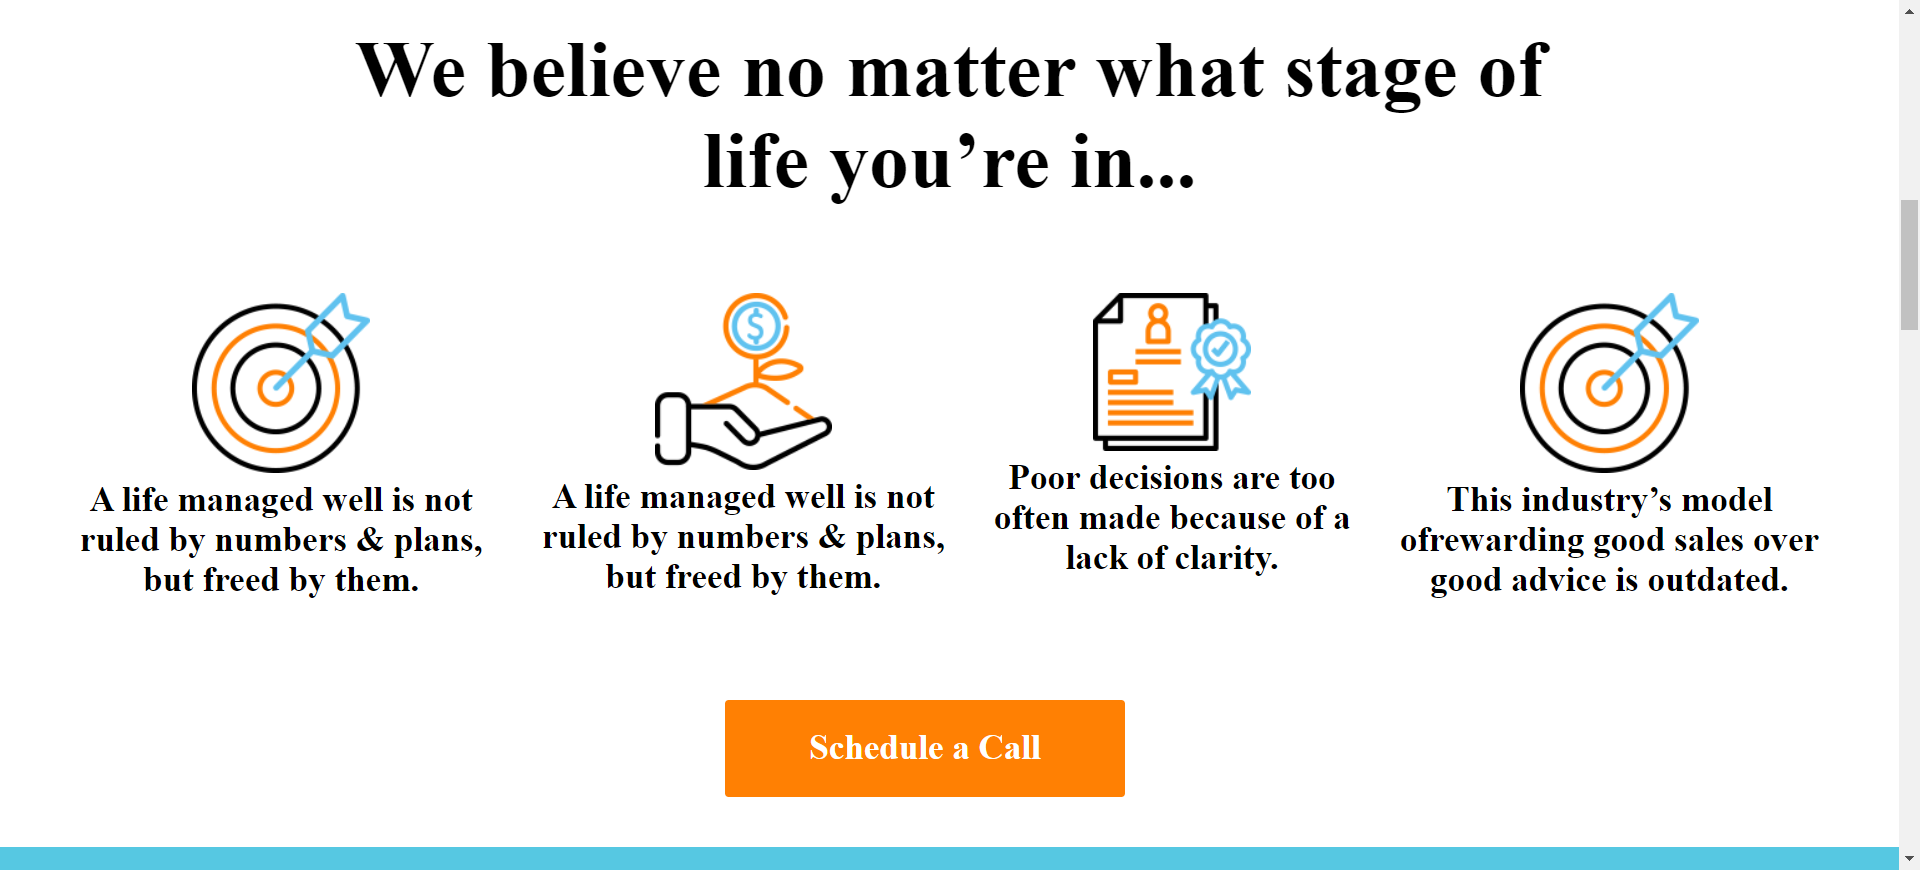 We believe no matter what stage of
life you’re in...
$
A life managed well is not
ruled by numbers & plans,
but freed by them.
A life managed well is not
ruled by numbers & plans,
but freed by them.
Poor decisions are too
often made because of a
lack of clarity.
This industry’s model
ofrewarding good sales over
good advice is outdated.
Schedule a Call